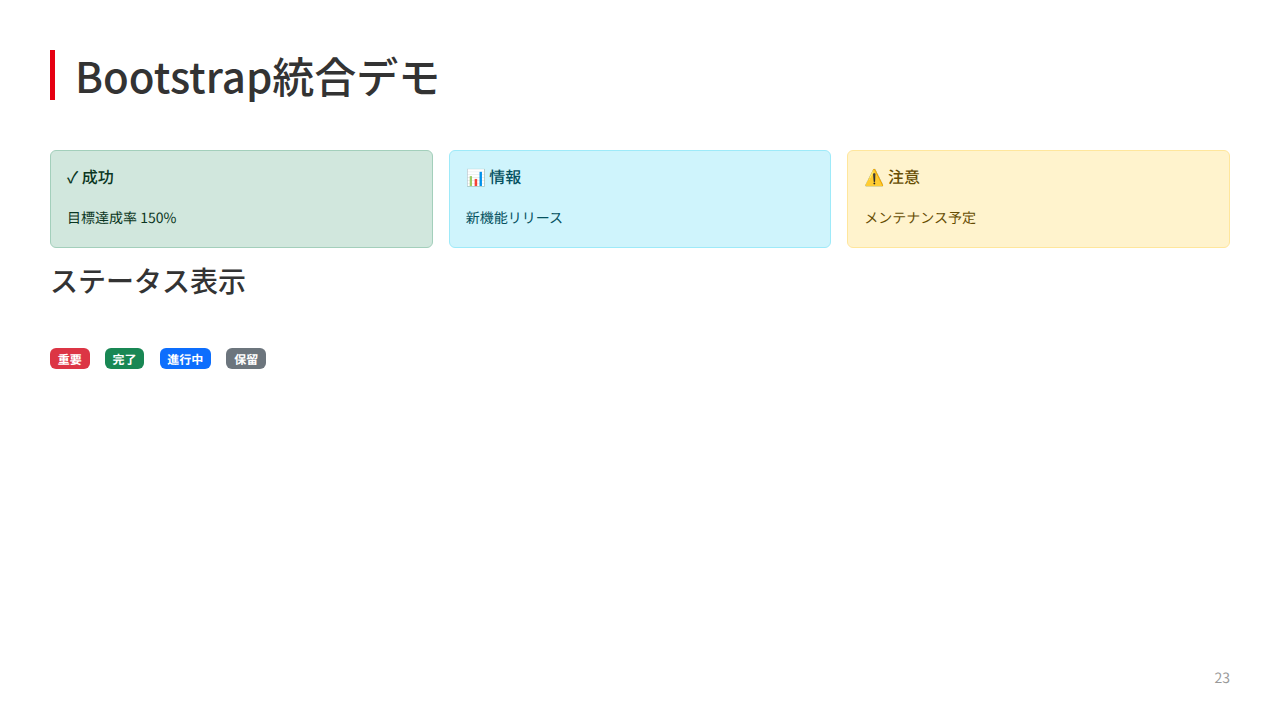 Bootstrap統合デモ
✓ 成功
目標達成率 150%
📊 情報
新機能リリース
⚠️ 注意
メンテナンス予定
ステータス表示
重要 完了 進行中 保留
23